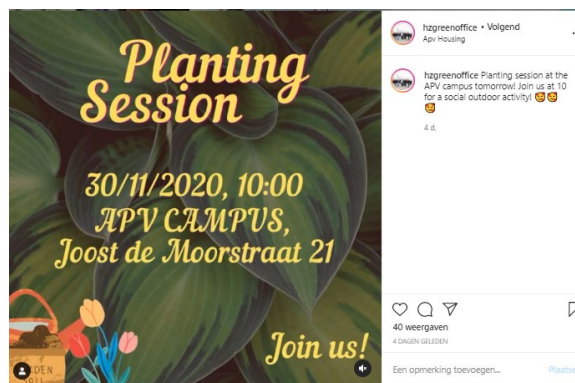 Planting
Session
30/11/2020, 10:00
APV CAMPUS,
Joost de Moorstraat 21
Join us!
hzgreenoffice • Volgend
Apv Housing
hzgreenoffice Planting session at the
APV campus tomorrow! Join us at 10
for a social outdoor activity! 🥰🥰
🥰
4 d.
40 weergaven
4 DAGEN GELEDEN
Een opmerking toevoegen...